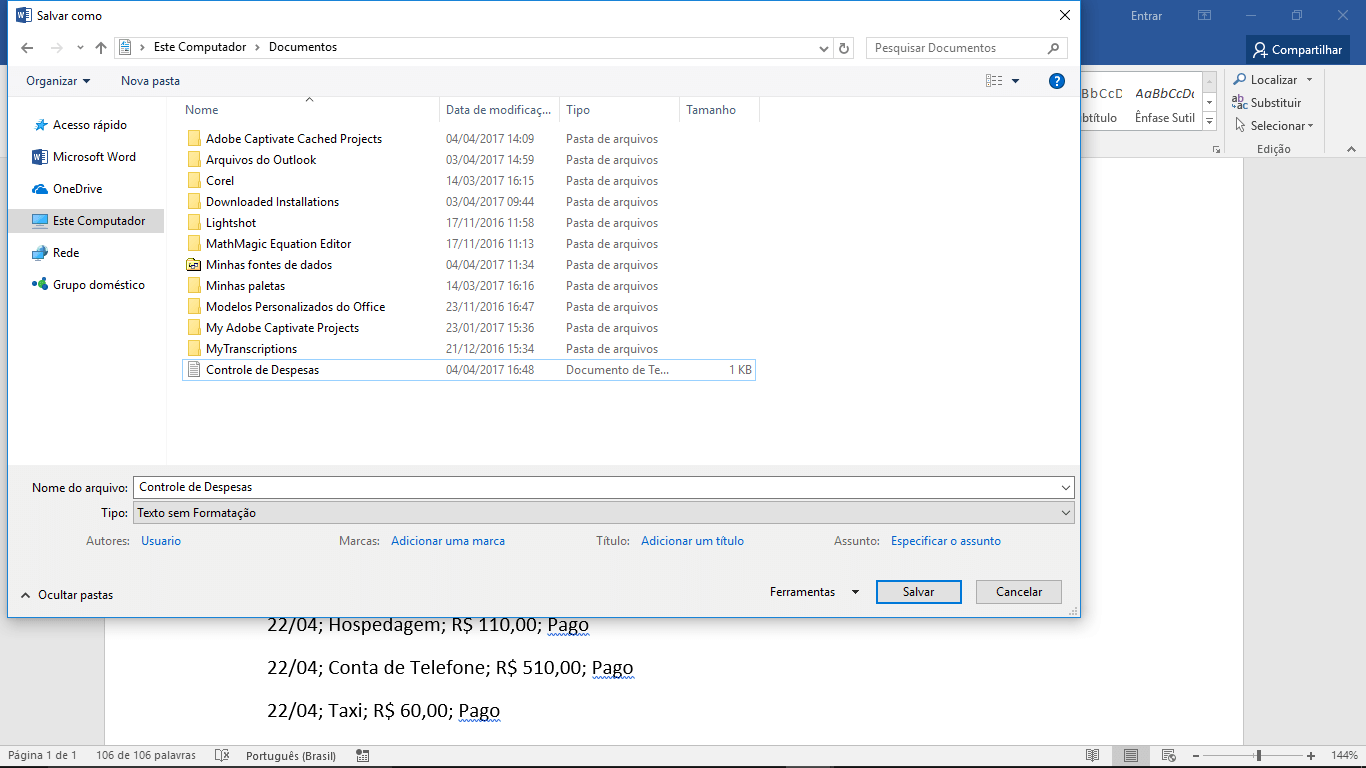 Salvar como
Entrar
Compartilhar
Este Computador Documentos
Pesquisar Documentos
Organizar Nova pasta
Localizar
Substituir
Selecionar
Edição
AaBbCcDc
Ênfase Sutil
Nome Data de modificaç... Tipo Tamanho
Acesso rápido
Microsoft Word
OneDrive
Este Computador
Rede
Grupo doméstico
Adobe Captivate Cached Projects 04/04/2017 14:09 Pasta de arquivos
Arquivos do Outlook 03/04/2017 14:59 Pasta de arquivos
Corel 14/03/2017 16:15 Pasta de arquivos
Downloaded Installations 03/04/2017 09:44 Pasta de arquivos
Lightshot 17/11/2016 11:58 Pasta de arquivos
MathMagic Equation Editor 17/11/2016 11:13 Pasta de arquivos
Minhas fontes de dados 04/04/2017 11:34 Pasta de arquivos
Minhas paletas 14/03/2017 16:16 Pasta de arquivos
Modelos Personalizados do Office 23/11/2016 16:47 Pasta de arquivos
My Adobe Captivate Projects 23/01/2017 15:36 Pasta de arquivos
MyTranscriptions 21/12/2016 15:34 Pasta de arquivos
Controle de Despesas 04/04/2017 16:48 Documento de Te... 1 KB
Nome do arquivo: Controle de Despesas
Tipo: Texto sem Formatação
Autores: Usuario Marcas: Adicionar uma marca Título: Adicionar um título Assunto: Especificar o assunto
Ocultar pastas Ferramentas Salvar Cancelar
22/04; Hospedagem; R$ 110,00; Pago
22/04; Conta de Telefone; R$ 510,00; Pago
22/04; Taxi; R$ 60,00; Pago
Página 1 de 1 106 de 106 palavras Português (Brasil) 144%